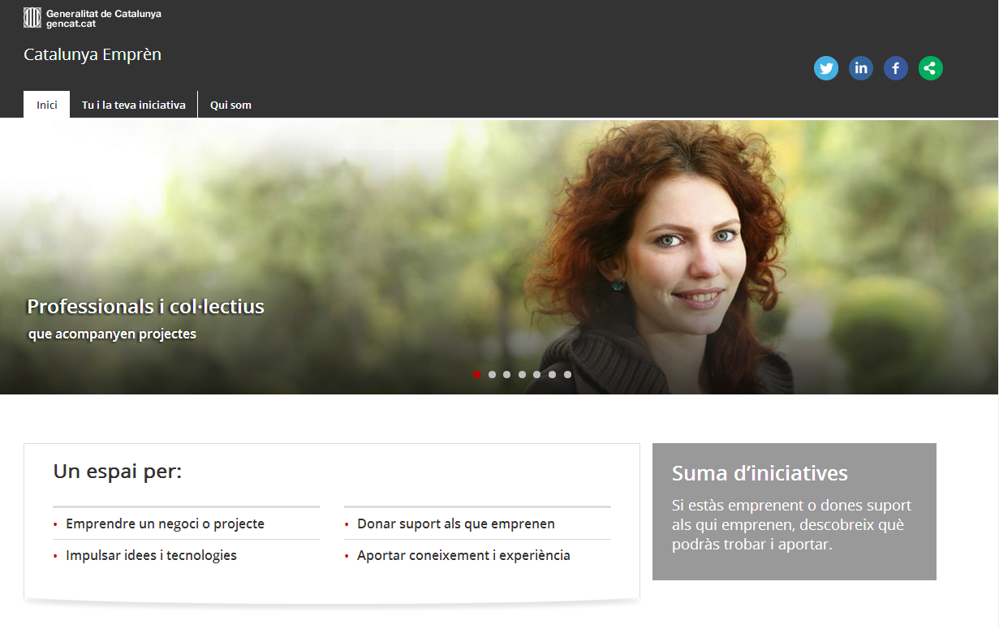 Generalitat de Catalunya
gencat.cat
Catalunya Emprèn
Inici
Tu i la teva iniciativa
Qui som
Professionals i col·lectius
que acompanyen projectes
Un espai per:
Emprendre un negoci o projecte
Donar suport als que emprenen
Impulsar idees i tecnologies
Aportar coneixement i experiència
Suma d’iniciatives
Si estàs emprenent o dones suport
als qui emprenen, descobreix què
podràs trobar i aportar.